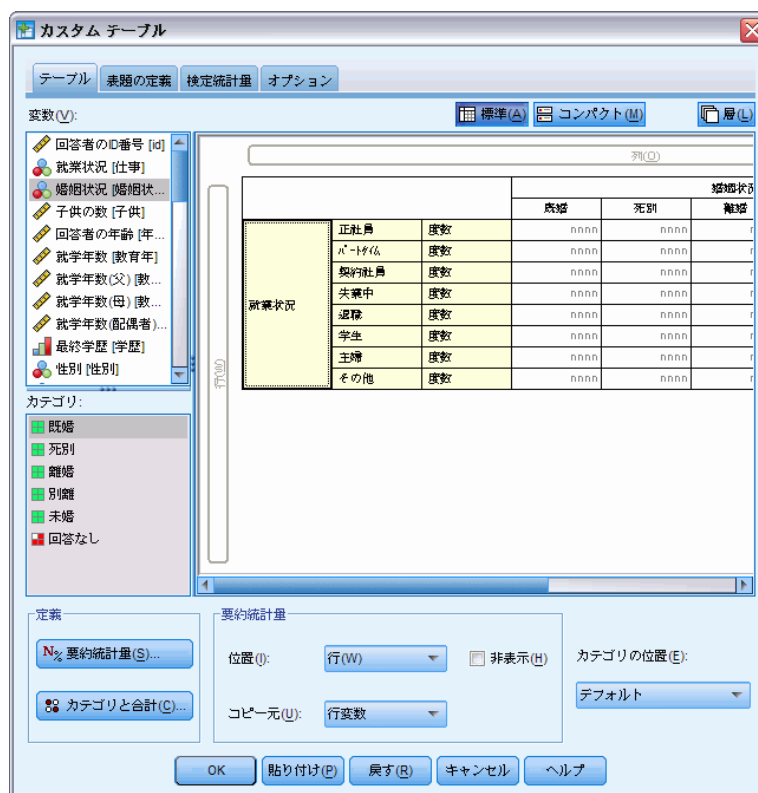 カスタム テーブル
テーブル 表題の定義 検定統計量 オプション
変数(V):
標準(A) コンパクト(M) 層(L)
回答者のID番号 [id]
就業状況 [仕事]
婚姻状況 [婚姻状...
子供の数 [子供]
回答者の年齢 [年...
就学年数 [教育年]
就学年数(父) [教...
就学年数(母) [教...
就学年数(配偶者)...
最終学歴 [学歴]
性別 [性別]
カテゴリ:
既婚
死別
離婚
別離
未婚
回答なし
列(O)
行(W)
婚姻状況
既婚 死別 離婚
就業状況
正社員 度数 nnnn nnnn
パートタイム 度数 nnnn nnnn
契約社員 度数 nnnn nnnn
失業中 度数 nnnn nnnn
退職 度数 nnnn nnnn
学生 度数 nnnn nnnn
主婦 度数 nnnn nnnn
その他 度数 nnnn nnnn
定義
N% 要約統計量(S)...
カテゴリと合計(C)...
要約統計量
位置(I): 行(W) 非表示(H)
コピー元(U): 行変数
カテゴリの位置(E):
デフォルト
OK 貼り付け(P) 戻す(R) キャンセル ヘルプ